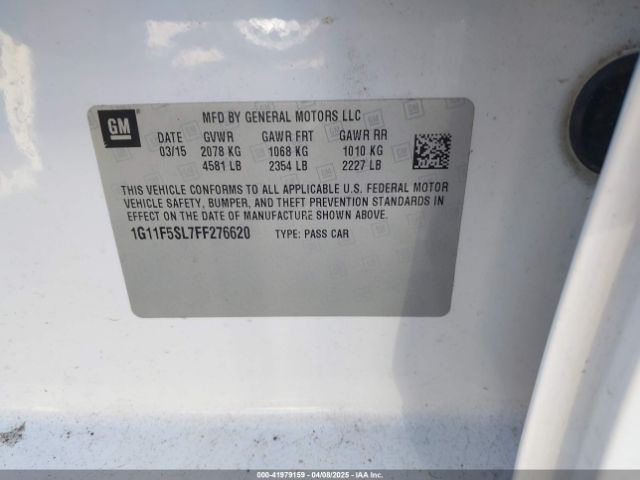 GM
MFD BY GENERAL MOTORS LLC
DATE GVWR GAWR FRT GAWR RR
03/15 2078 KG 1068 KG 1010 KG
4581 LB 2354 LB 2227 LB
THIS VEHICLE CONFORMS TO ALL APPLICABLE U.S. FEDERAL MOTOR
VEHICLE SAFETY, BUMPER, AND THEFT PREVENTION STANDARDS IN
EFFECT ON THE DATE OF MANUFACTURE SHOWN ABOVE.
1G11F5SL7FF276620 TYPE: PASS CAR
000-41979159 04/08/2025 IAAI.COM